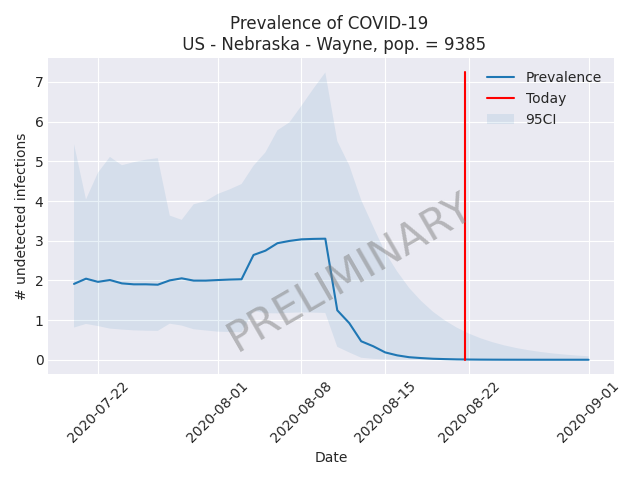 Prevalence of COVID-19
US - Nebraska - Wayne, pop. = 9385
Prevalence
Today
95CI
PRELIMINARY
# undetected infections
7
6
5
4
3
2
1
0
2020-07-22
2020-08-01
2020-08-08
2020-08-15
2020-08-22
2020-09-01
Date